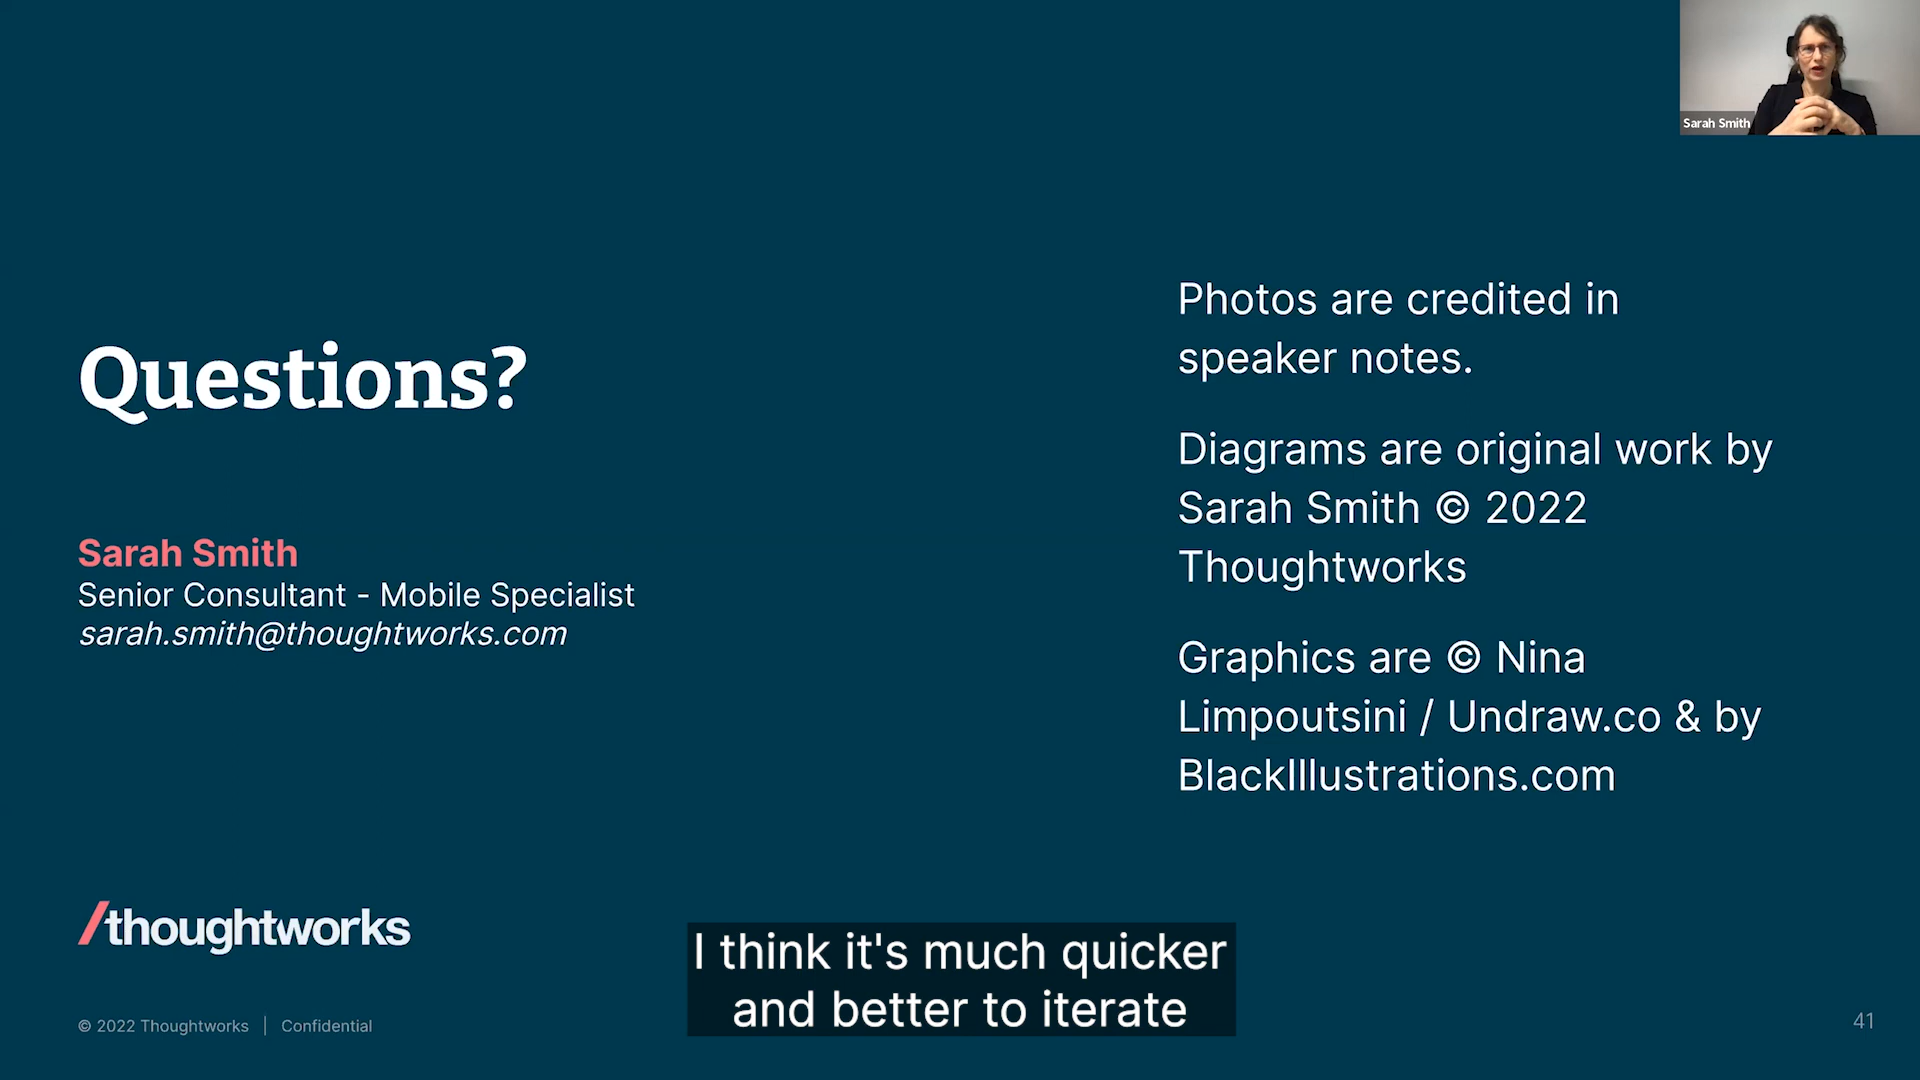 Sarah Smith
Questions?
Sarah Smith
Senior Consultant - Mobile Specialist
sarah.smith@thoughtworks.com
Photos are credited in
speaker notes.
Diagrams are original work by
Sarah Smith © 2022
Thoughtworks
Graphics are © Nina
Limpoutsini / Undraw.co & by
BlackIllustrations.com
/thoughtworks
I think it's much quicker
and better to iterate
© 2022 Thoughtworks | Confidential
41